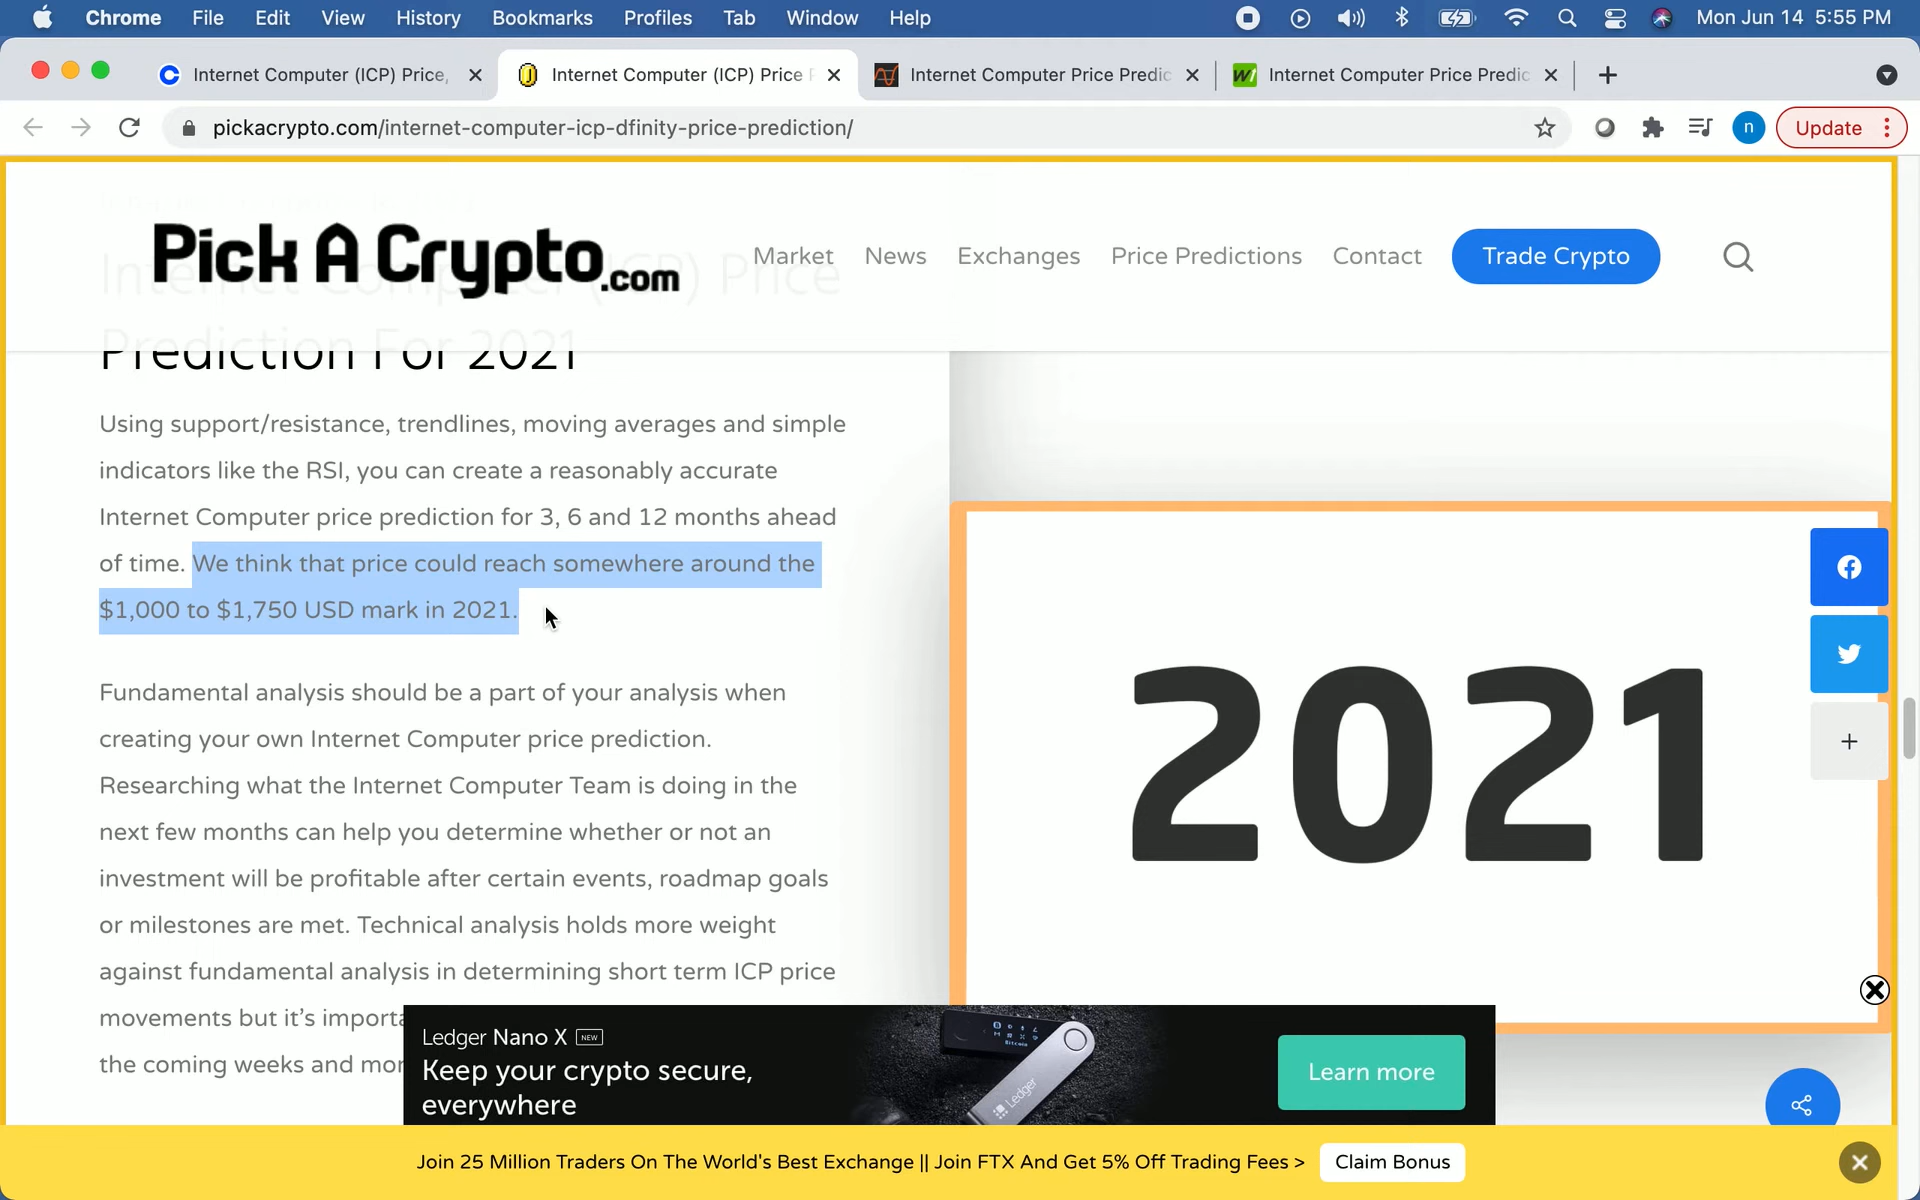 Chrome File Edit View History Bookmarks Profiles Tab Window Help Mon Jun 14 5:55 PM
Internet Computer (ICP) Price, Internet Computer (ICP) Price Internet Computer Price Predic Internet Computer Price Predic
pickacrypto.com/internet-computer-icp-dfinity-price-prediction/ n Update
Pick A Crypto.com Market News Exchanges Price Predictions Contact Trade Crypto
Internet Computer (ICP) Price
Prediction For 2021
Using support/resistance, trendlines, moving averages and simple
indicators like the RSI, you can create a reasonably accurate
Internet Computer price prediction for 3, 6 and 12 months ahead
of time. We think that price could reach somewhere around the
$1,000 to $1,750 USD mark in 2021.
Fundamental analysis should be a part of your analysis when
creating your own Internet Computer price prediction.
Researching what the Internet Computer Team is doing in the
next few months can help you determine whether or not an
investment will be profitable after certain events, roadmap goals
or milestones are met. Technical analysis holds more weight
against fundamental analysis in determining short term ICP price
movements but it's importa
the coming weeks and mor
2021
Ledger Nano X NEW
Keep your crypto secure,
everywhere
Learn more
Bitcoin
Ledger
Join 25 Million Traders On The World's Best Exchange || Join FTX And Get 5% Off Trading Fees > Claim Bonus